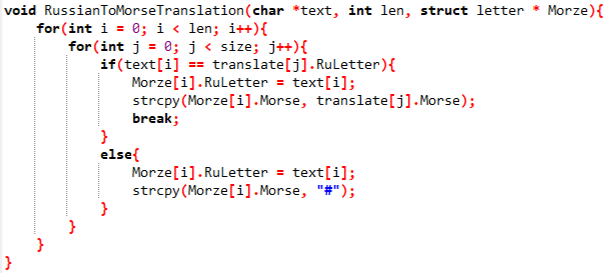 void RussianToMorseTranslation(char *text, int len, struct letter * Morze){
    for(int i = 0; i < len; i++){
        for(int j = 0; j < size; j++){
            if(text[i] == translate[j].RuLetter){
                Morze[i].RuLetter = text[i];
                strcpy(Morze[i].Morse, translate[j].Morse);
                break;
            }
            else{
                Morze[i].RuLetter = text[i];
                strcpy(Morze[i].Morse, "#");
            }
        }
    }
}